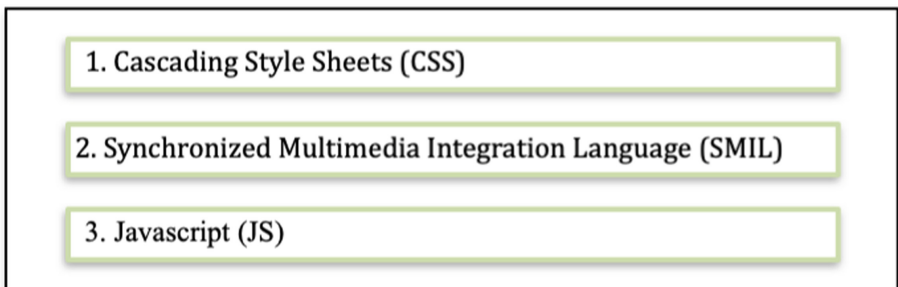 1. Cascading Style Sheets (CSS)
2. Synchronized Multimedia Integration Language (SMIL)
3. Javascript (JS)